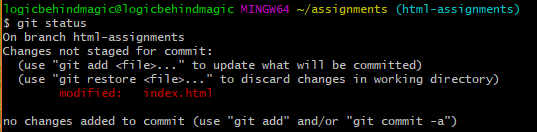 logicbehindmagic@logicbehindmagic MINGW64 ~/assignments (html-assignments)
$ git status
On branch html-assignments
Changes not staged for commit:
  (use "git add <file>..." to update what will be committed)
  (use "git restore <file>..." to discard changes in working directory)
        modified:   index.html

no changes added to commit (use "git add" and/or "git commit -a")